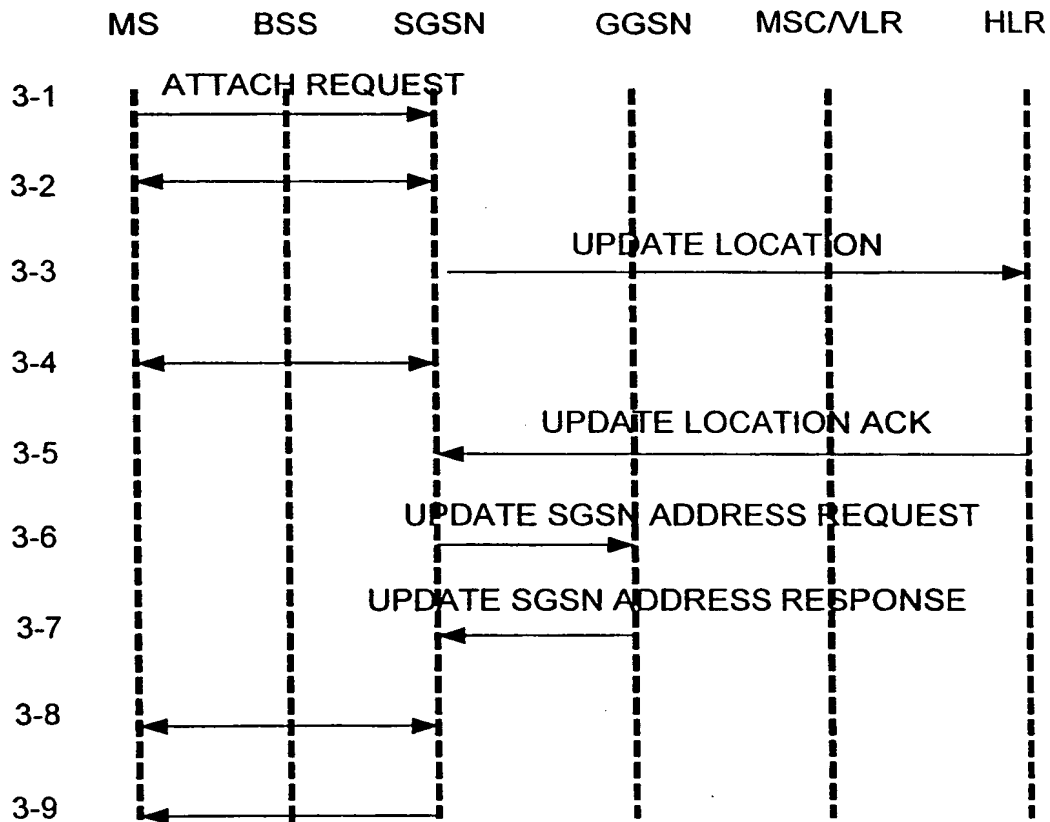 MS BSS SGSN GGSN MSC/VLR HLR
3-1 ATTACH REQUEST
3-2
3-3 UPDATE LOCATION
3-4
3-5 UPDATE LOCATION ACK
3-6 UPDATE SGSN ADDRESS REQUEST
3-7 UPDATE SGSN ADDRESS RESPONSE
3-8
3-9